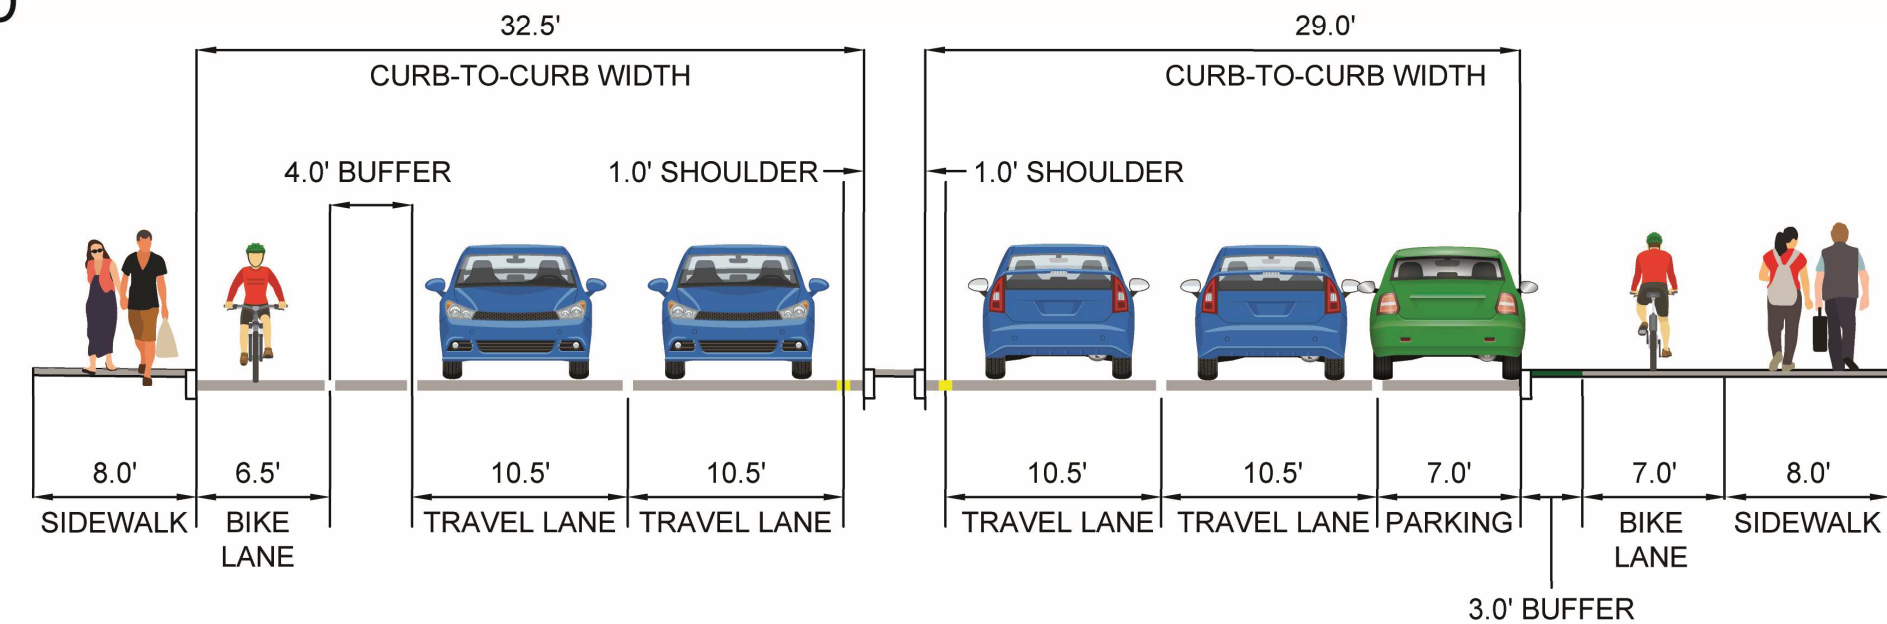 32.5'
CURB-TO-CURB WIDTH
29.0'
CURB-TO-CURB WIDTH
4.0' BUFFER
1.0' SHOULDER
1.0' SHOULDER
8.0'
SIDEWALK
6.5'
BIKE
LANE
10.5'
TRAVEL LANE
10.5'
TRAVEL LANE
10.5'
TRAVEL LANE
10.5'
TRAVEL LANE
7.0'
PARKING
3.0' BUFFER
7.0'
BIKE
LANE
8.0'
SIDEWALK